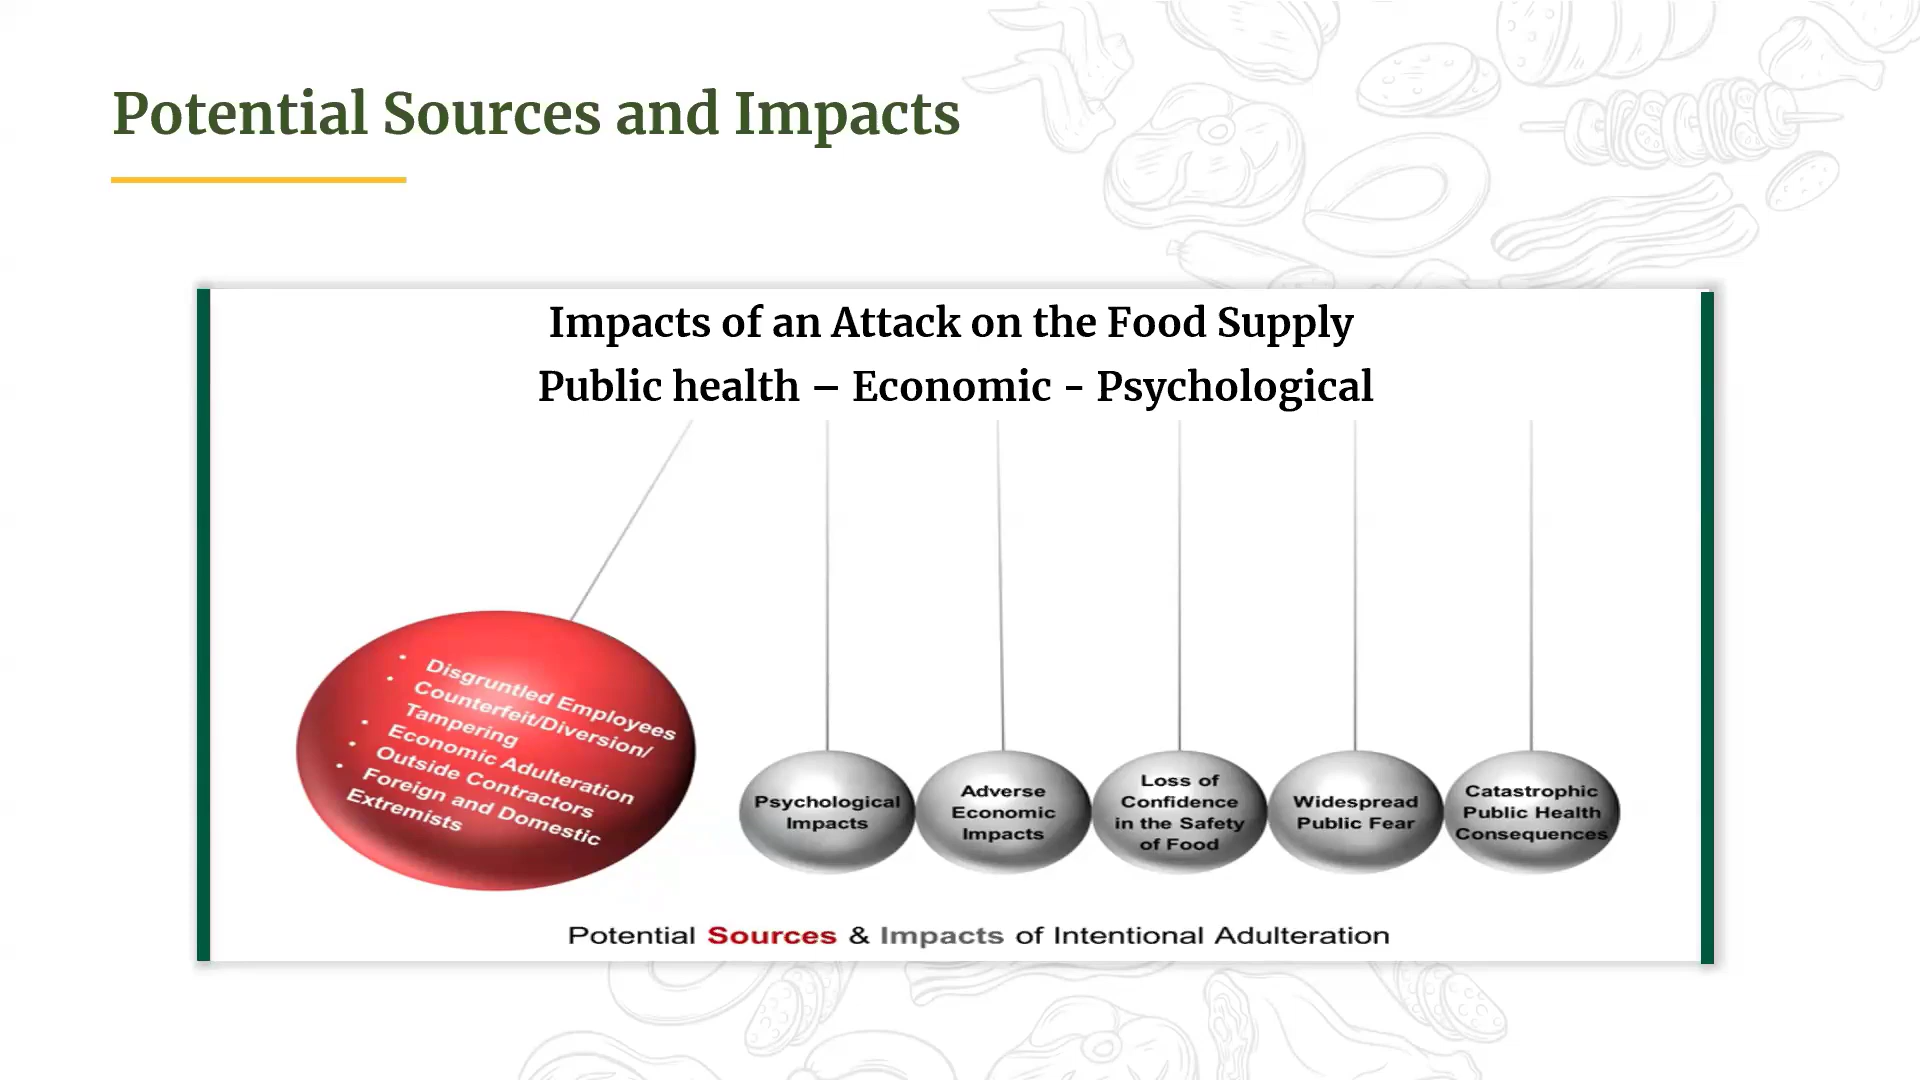 Potential Sources and Impacts
Impacts of an Attack on the Food Supply
Public health – Economic - Psychological
• Disgruntled Employees
• Counterfeit/Diversion/
Tampering
• Economic Adulteration
• Outside Contractors
• Foreign and Domestic
Extremists
Psychological
Impacts
Adverse
Economic
Impacts
Loss of
Confidence
in the Safety
of Food
Widespread
Public Fear
Catastrophic
Public Health
Consequences
Potential Sources & Impacts of Intentional Adulteration